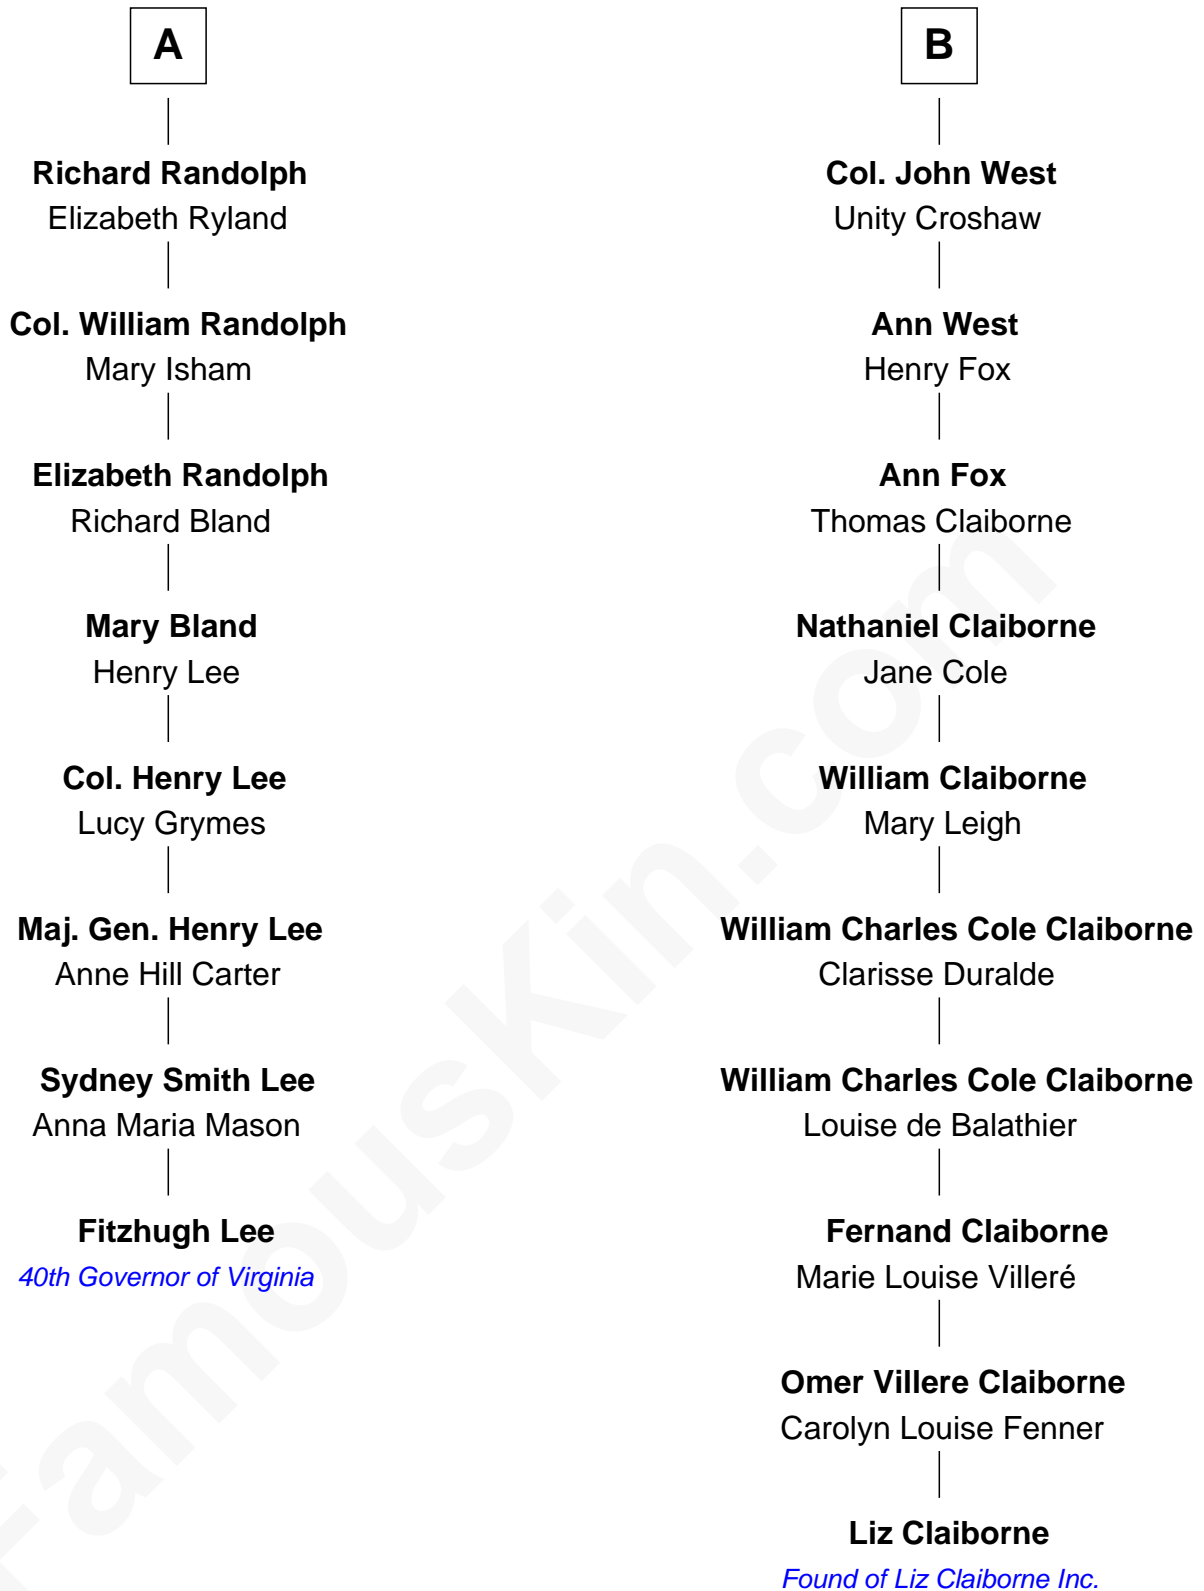 A
Richard Randolph
Elizabeth Ryland
Col. William Randolph
Mary Isham
Elizabeth Randolph
Richard Bland
Mary Bland
Henry Lee
Col. Henry Lee
Lucy Grymes
Maj. Gen. Henry Lee
Anne Hill Carter
Sydney Smith Lee
Anna Maria Mason
Fitzhugh Lee
40th Governor of Virginia
B
Col. John West
Unity Croshaw
Ann West
Henry Fox
Ann Fox
Thomas Claiborne
Nathaniel Claiborne
Jane Cole
William Claiborne
Mary Leigh
William Charles Cole Claiborne
Clarisse Duralde
William Charles Cole Claiborne
Louise de Balathier
Fernand Claiborne
Marie Louise Villeré
Omer Villere Claiborne
Carolyn Louise Fenner
Liz Claiborne
Found of Liz Claiborne Inc.
FamousKin.com